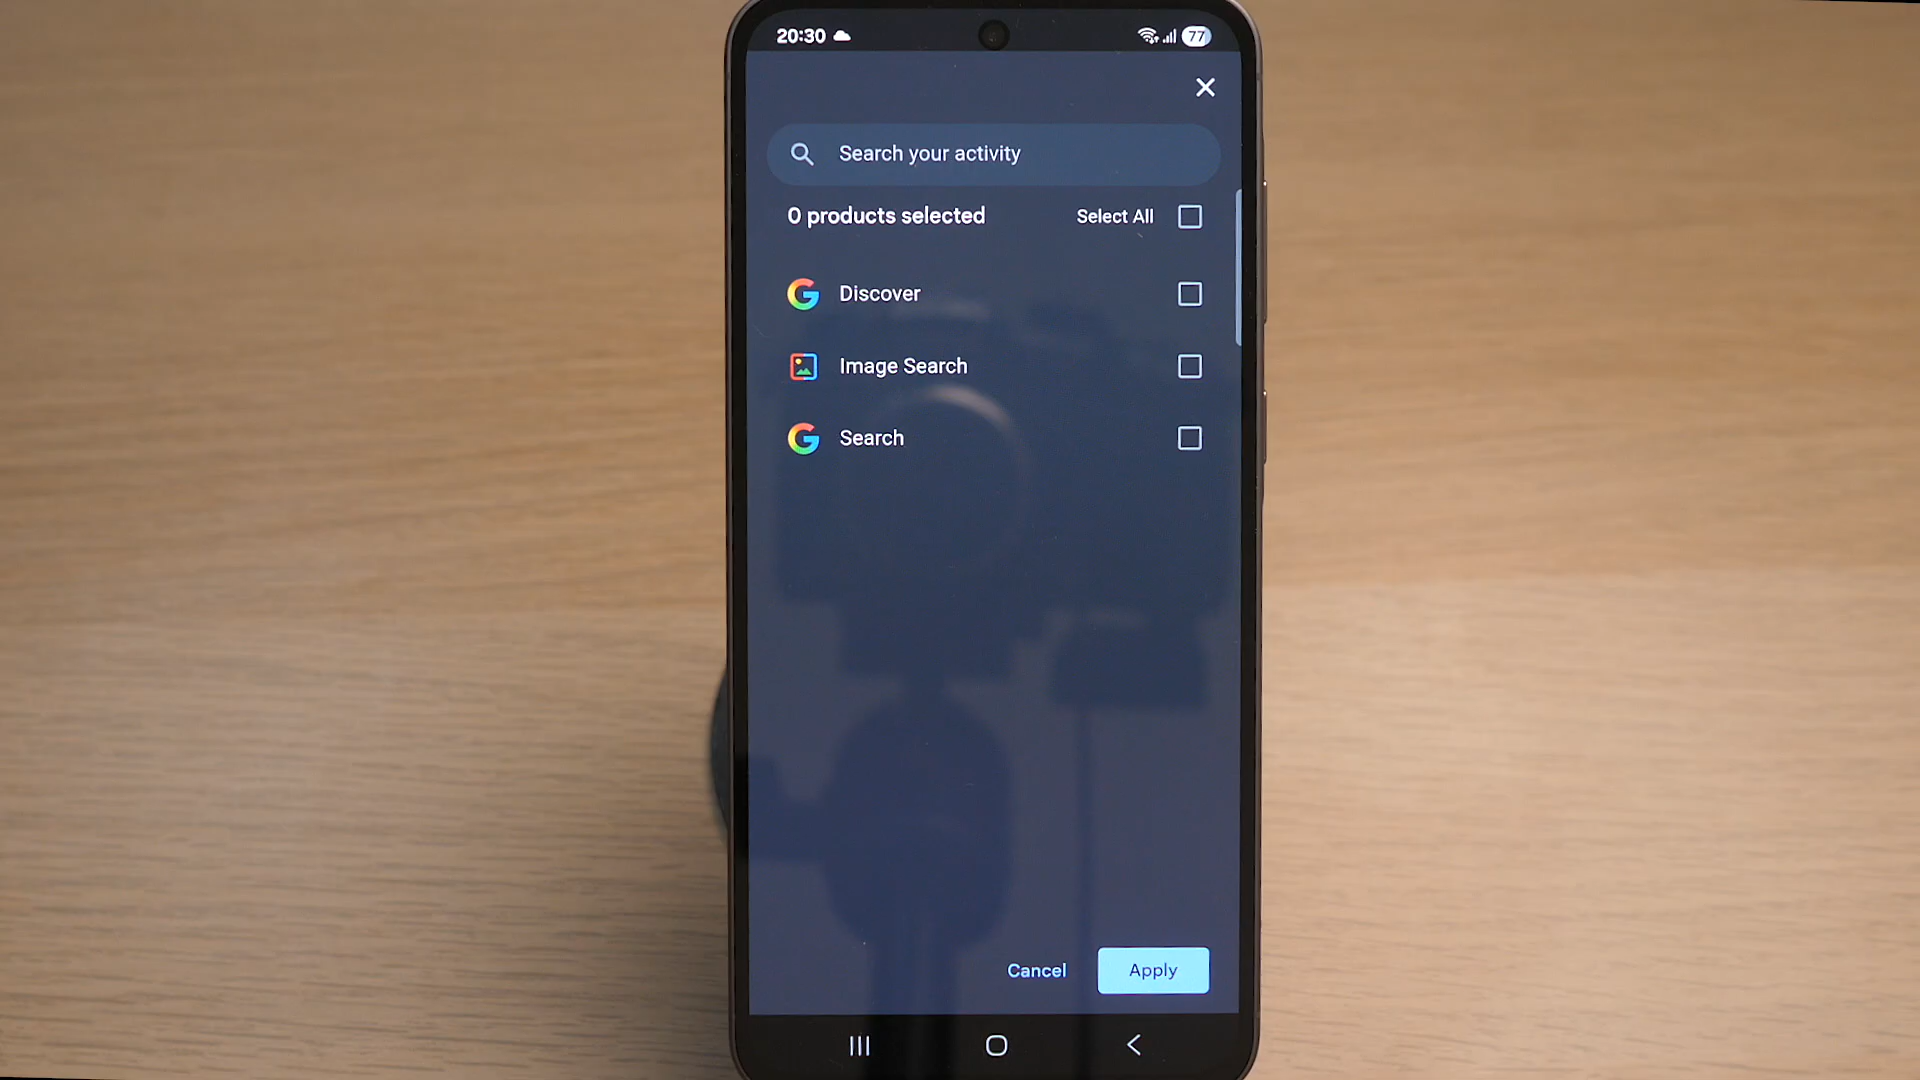 20:30
77
Search your activity
0 products selected Select All
Discover
Image Search
Search
Cancel Apply